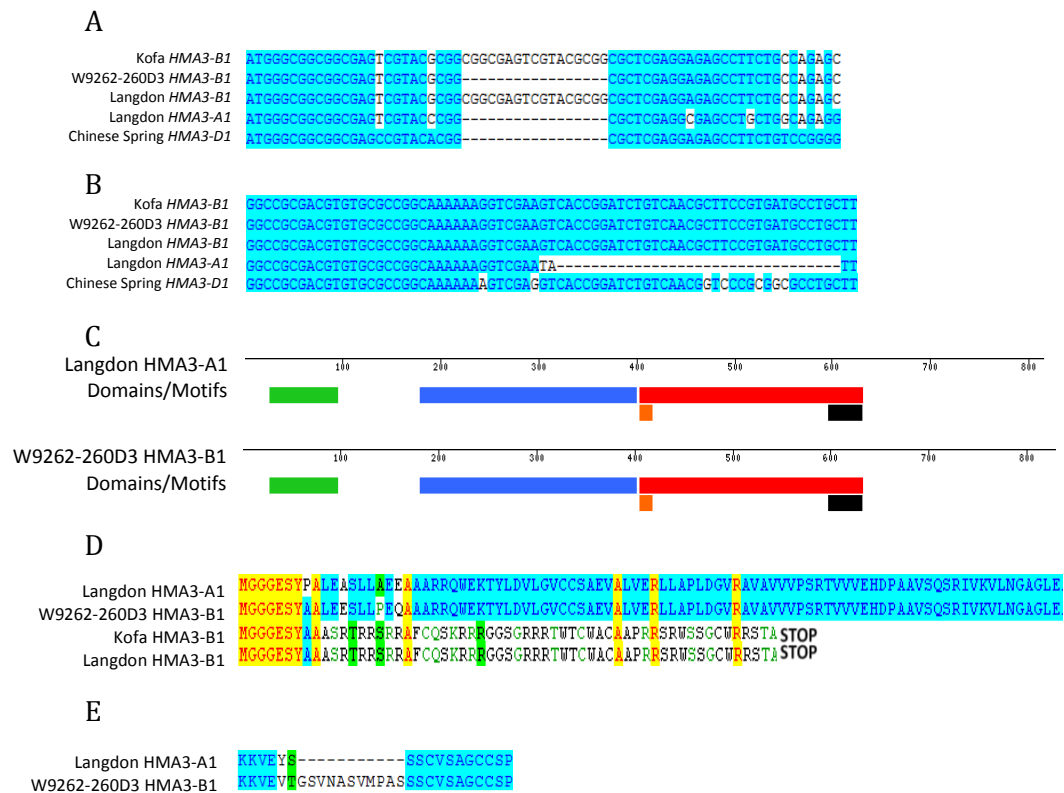 A
Kofa HMA3-B1 ATGGGCGGCGGCGAGTCGTACGCGGCGGCGAGTCGTACGCGGCGCTCGAGGAGAGCCTTCTGCCAGAGC
W9262-260D3 HMA3-B1 ATGGGCGGCGGCGAGTCGTACGCGG-----------------CGCTCGAGGAGAGCCTTCTGCCAGAGC
Langdon HMA3-B1 ATGGGCGGCGGCGAGTCGTACGCGGCGGCGAGTCGTACGCGGCGCTCGAGGAGAGCCTTCTGCCAGAGC
Langdon HMA3-A1 ATGGGCGGCGGCGAGTCGTACCCGG-----------------CGCTCGAGGCGAGCCTGCTGGCAGAGG
Chinese Spring HMA3-D1 ATGGGCGGCGGCGAGCCGTACACGG-----------------CGCTCGAGGAGAGCCTTCTGTCCGGGG
B
Kofa HMA3-B1 GGCCGCGACGTGTGCGCCGGCAAAAAAGGTCGAAGTCACCGGATCTGTCAACGCTTCCGTGATGCCTGCTT
W9262-260D3 HMA3-B1 GGCCGCGACGTGTGCGCCGGCAAAAAAGGTCGAAGTCACCGGATCTGTCAACGCTTCCGTGATGCCTGCTT
Langdon HMA3-B1 GGCCGCGACGTGTGCGCCGGCAAAAAAGGTCGAAGTCACCGGATCTGTCAACGCTTCCGTGATGCCTGCTT
Langdon HMA3-A1 GGCCGCGACGTGTGCGCCGGCAAAAAAGGTCGAATA---------------------------------TT
Chinese Spring HMA3-D1 GGCCGCGACGTGTGCGCCGGCAAAAAAAGTCGAGGTCACCGGATCTGTCAACGGTCCCGCGGCGCCTGCTT
C
Langdon HMA3-A1 100 200 300 400 500 600 700 800
Domains/Motifs
W9262-260D3 HMA3-B1 100 200 300 400 500 600 700 800
Domains/Motifs
D
Langdon HMA3-A1 MGGGESYPALEASLLAEEAAARRQWEKTYLDVLGVCCSAEVALVERLLAPLDGVRAVAVVVPSRTVVVEHDPAAVSQSRIVKVLNGAGLE
W9262-260D3 HMA3-B1 MGGGESYAALEESLLPEQAAARRQWEKTYLDVLGVCCSAEVALVERLLAPLDGVRAVAVVVPSRTVVVEHDPAAVSQSRIVKVLNGAGLE
Kofa HMA3-B1 MGGGESYAAASRTRRSRRAFCQSKRRRGGSGRRRTWTCWACAAPRRSRWSSGCWRRSTA STOP
Langdon HMA3-B1 MGGGESYAAASRTRRSRRAFCQSKRRRGGSGRRRTWTCWACAAPRRSRWSSGCWRRSTA STOP
E
Langdon HMA3-A1 KKVEYS-----------SSCVSAGCCSP
W9262-260D3 HMA3-B1 KKVEVTGSVNASVMPASSSCVSAGCCSP